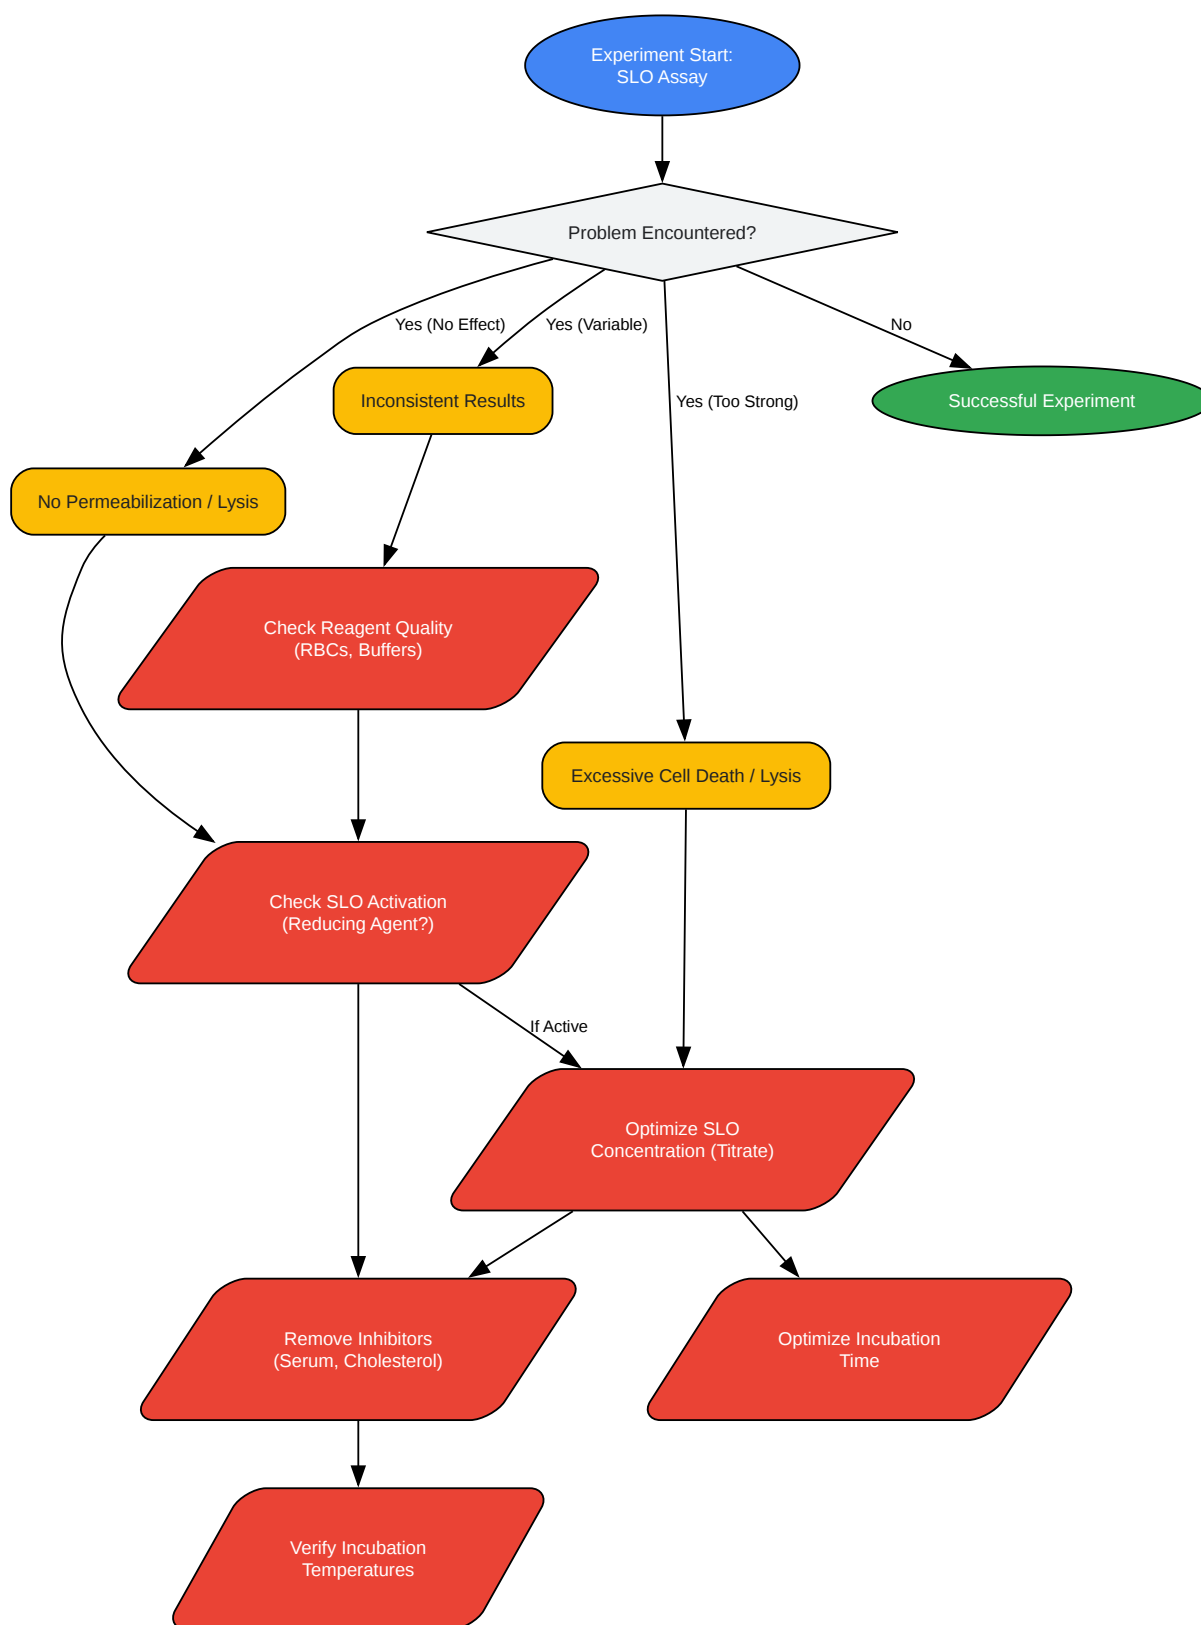 Experiment Start:
SLO Assay
Problem Encountered?
Yes (No Effect)
Yes (Variable)
No
Inconsistent Results
Yes (Too Strong)
Successful Experiment
No Permeabilization / Lysis
Check Reagent Quality
(RBCs, Buffers)
Excessive Cell Death / Lysis
Check SLO Activation
(Reducing Agent?)
If Active
Optimize SLO
Concentration (Titrate)
Remove Inhibitors
(Serum, Cholesterol)
Optimize Incubation
Time
Verify Incubation
Temperatures